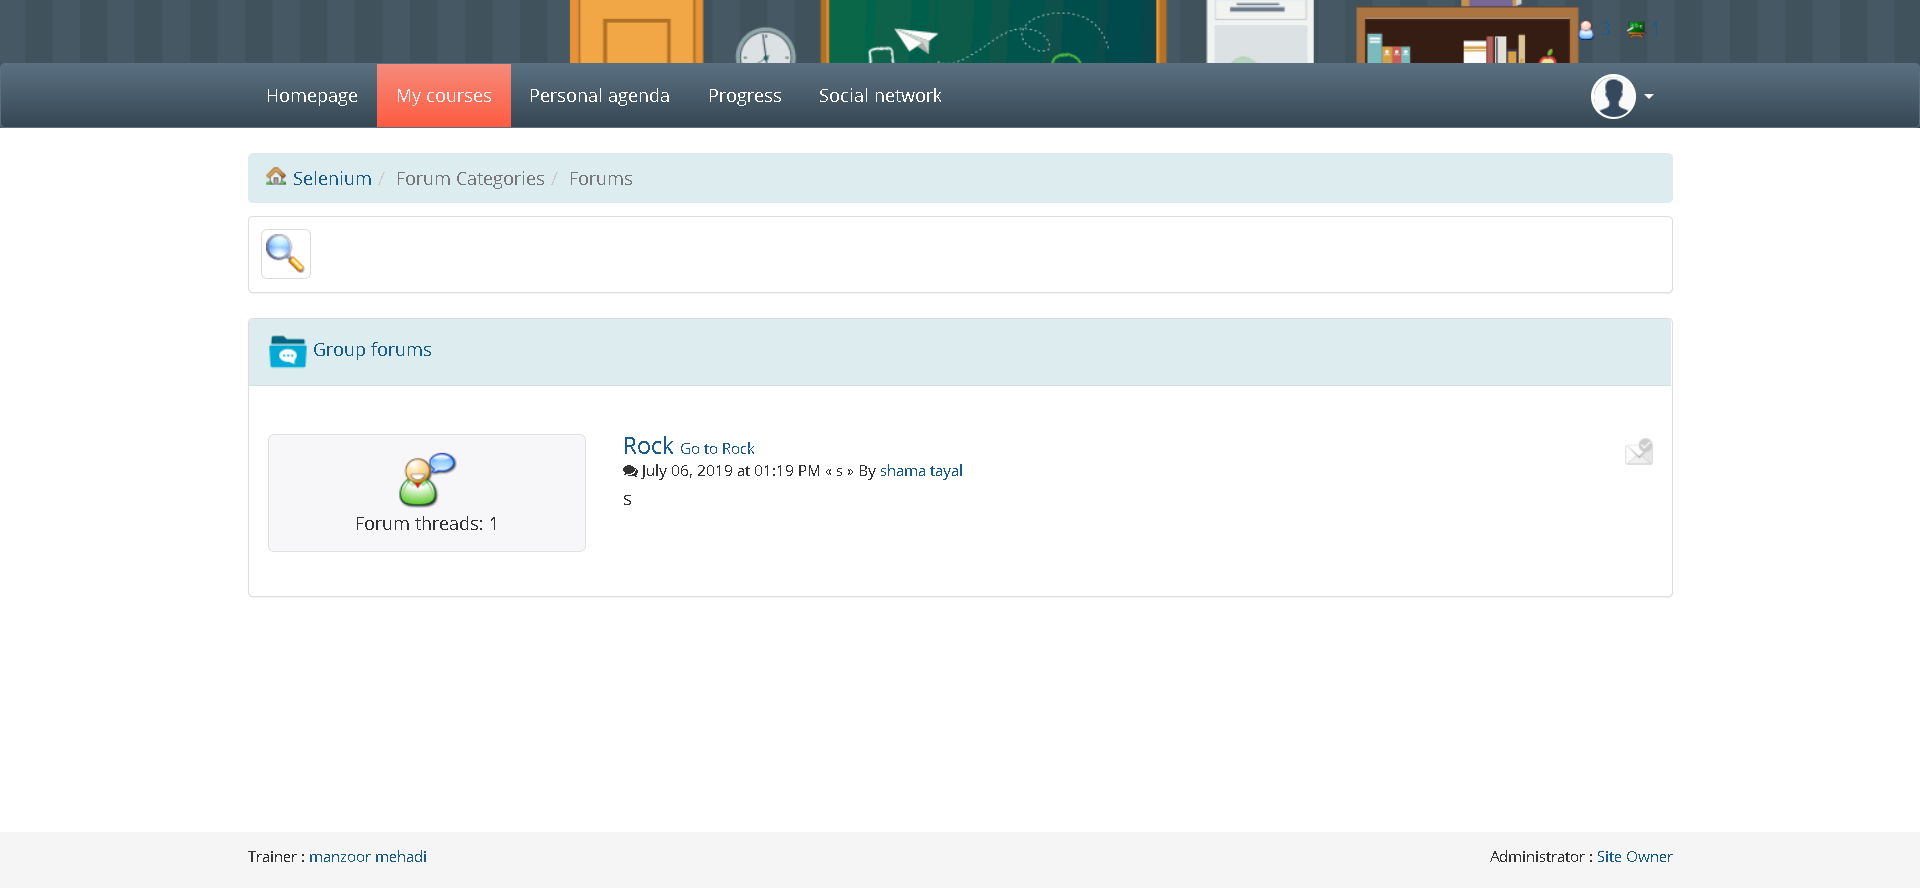 3 1
Homepage My courses Personal agenda Progress Social network
Selenium / Forum Categories / Forums
Group forums
Rock Go to Rock
July 06, 2019 at 01:19 PM « s » By shama tayal
s
Forum threads: 1
Trainer : manzoor mehadi
Administrator : Site Owner